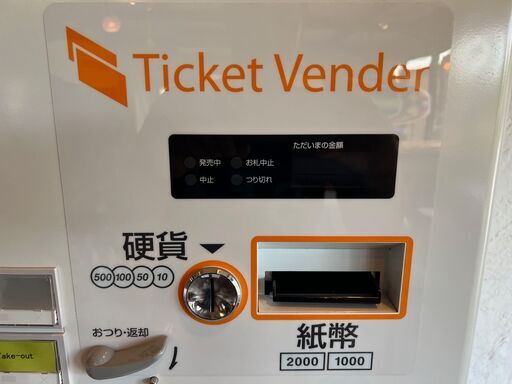 Ticket Vender
ただいまの金額
発売中 お札中止
中止 つり切れ
硬貨
500 100 50 10
おつり・返却
紙幣
2000 1000
Take-out